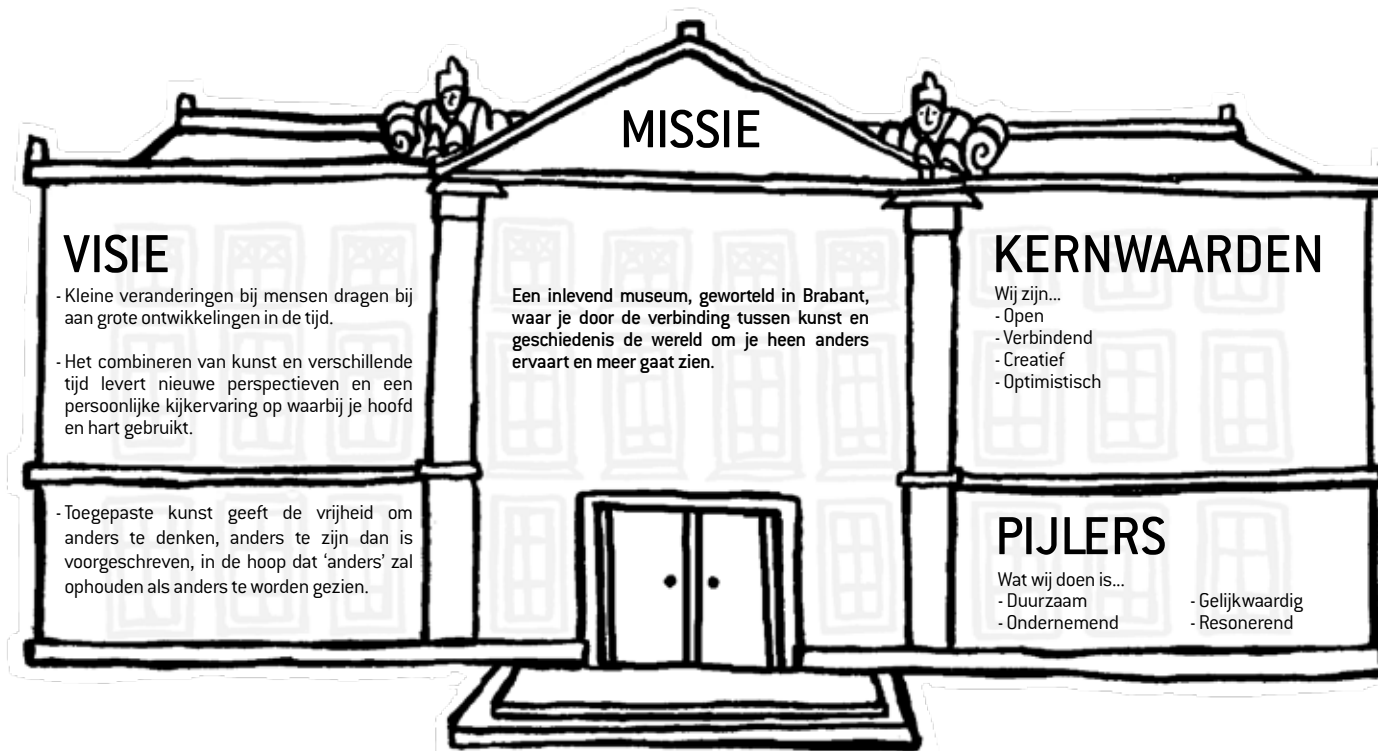 MISSIE
VISIE
- Kleine veranderingen bij mensen dragen bij
aan grote ontwikkelingen in de tijd.
- Het combineren van kunst en verschillende
tijd levert nieuwe perspectieven en een
persoonlijke kijkervaring op waarbij je hoofd
en hart gebruikt.
- Toegepaste kunst geeft de vrijheid om
anders te denken, anders te zijn dan is
voorgeschreven, in de hoop dat ‘anders’ zal
ophouden als anders te worden gezien.
Een inlevend museum, geworteld in Brabant,
waar je door de verbinding tussen kunst en
geschiedenis de wereld om je heen anders
ervaart en meer gaat zien.
KERNWAARDEN
Wij zijn...
- Open
- Verbindend
- Creatief
- Optimistisch
PIJLERS
Wat wij doen is...
- Duurzaam
- Ondernemend
- Gelijkwaardig
- Resonerend